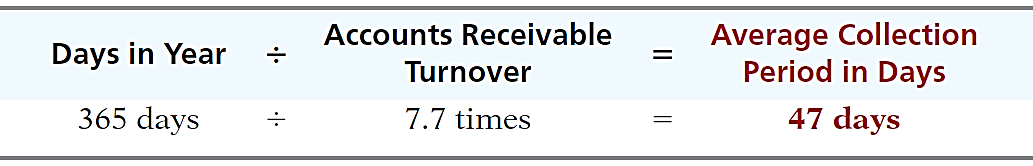 Days in Year ÷ Accounts Receivable Turnover = Average Collection Period in Days
365 days ÷ 7.7 times = 47 days